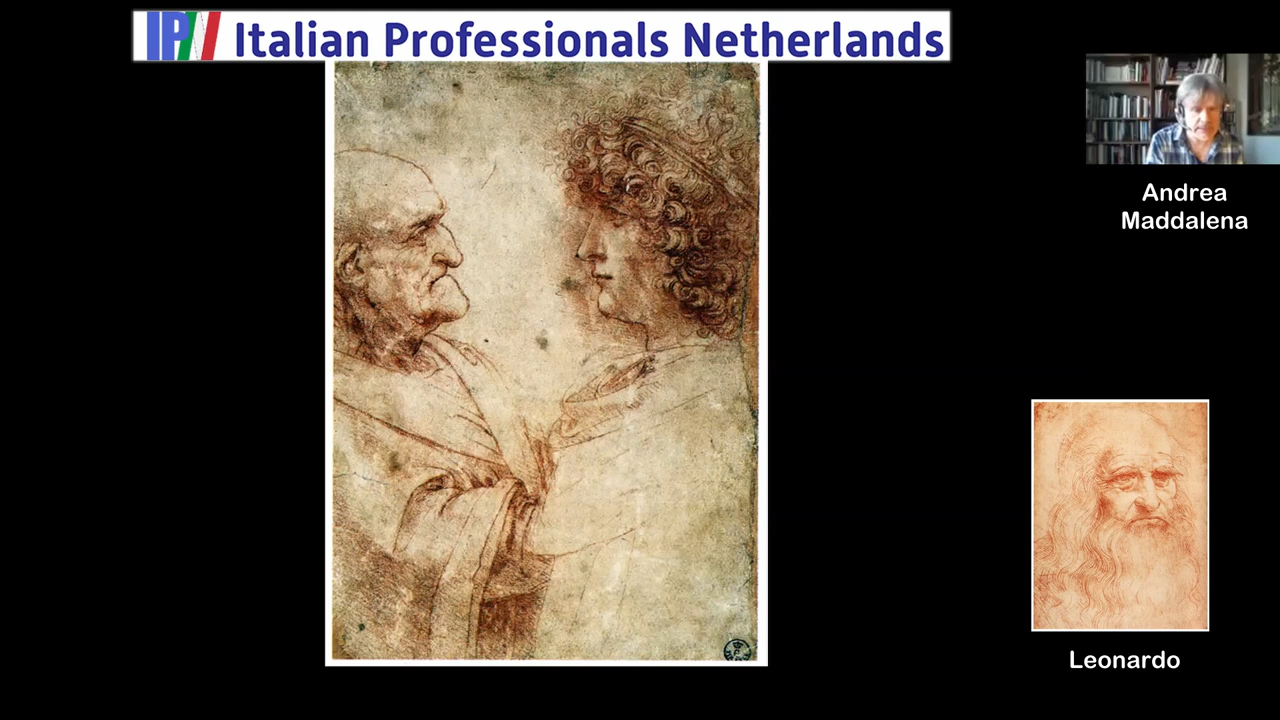 IPN Italian Professionals Netherlands
Andrea
Maddalena
Leonardo